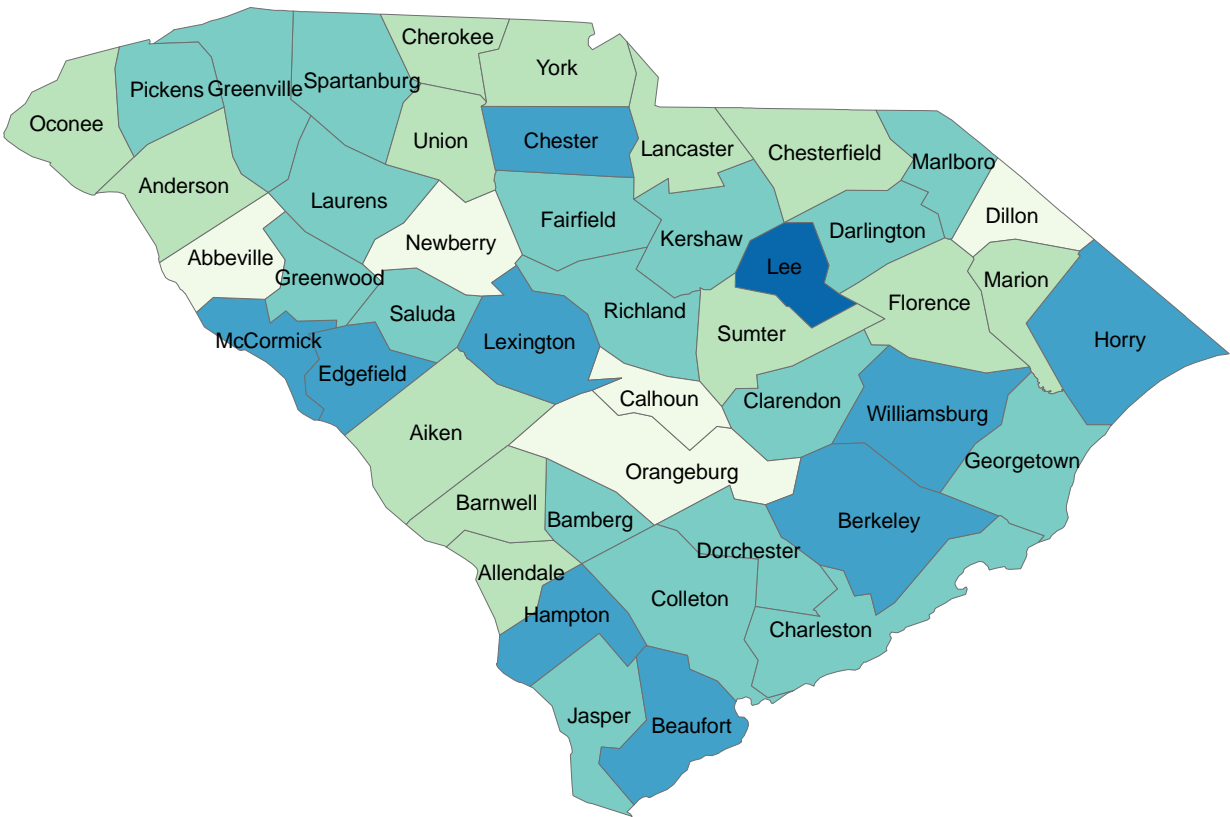 Cherokee
York
Spartanburg
Pickens
Greenville
Oconee
Union
Chester
Lancaster
Chesterfield
Marlboro
Anderson
Laurens
Fairfield
Dillon
Darlington
Kershaw
Newberry
Abbeville
Lee
Greenwood
Marion
Florence
Saluda
Richland
Sumter
McCormick
Lexington
Horry
Edgefield
Calhoun
Clarendon
Williamsburg
Aiken
Georgetown
Orangeburg
Barnwell
Bamberg
Berkeley
Dorchester
Allendale
Colleton
Hampton
Charleston
Jasper
Beaufort